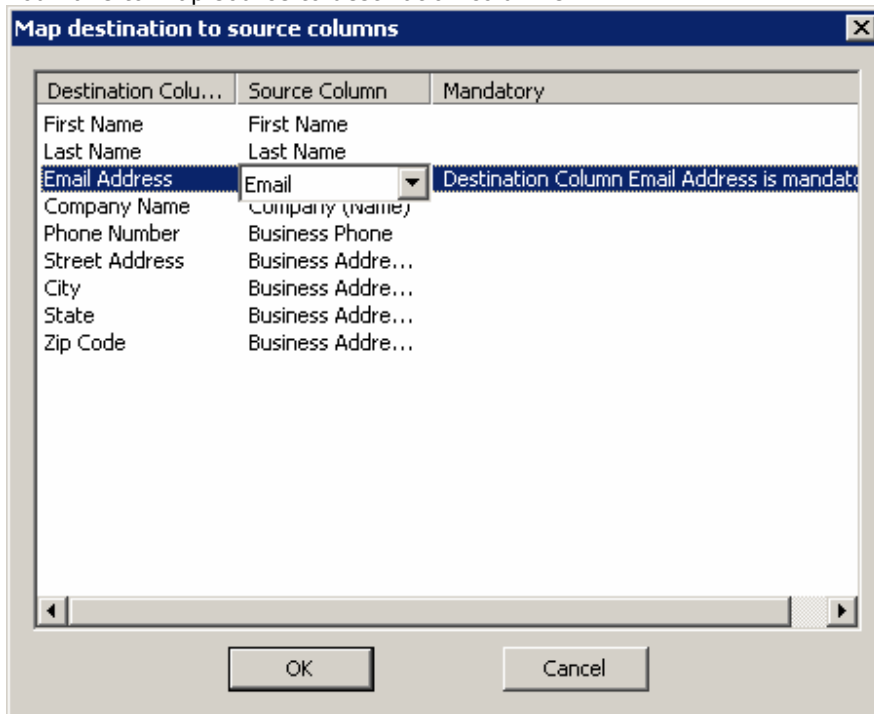 Map destination to source columns
Destination Colu... Source Column Mandatory
First Name First Name
Last Name Last Name
Email Address Email Destination Column Email Address is mandato
Company Name Company (Name)
Phone Number Business Phone
Street Address Business Addre...
City Business Addre...
State Business Addre...
Zip Code Business Addre...
OK Cancel